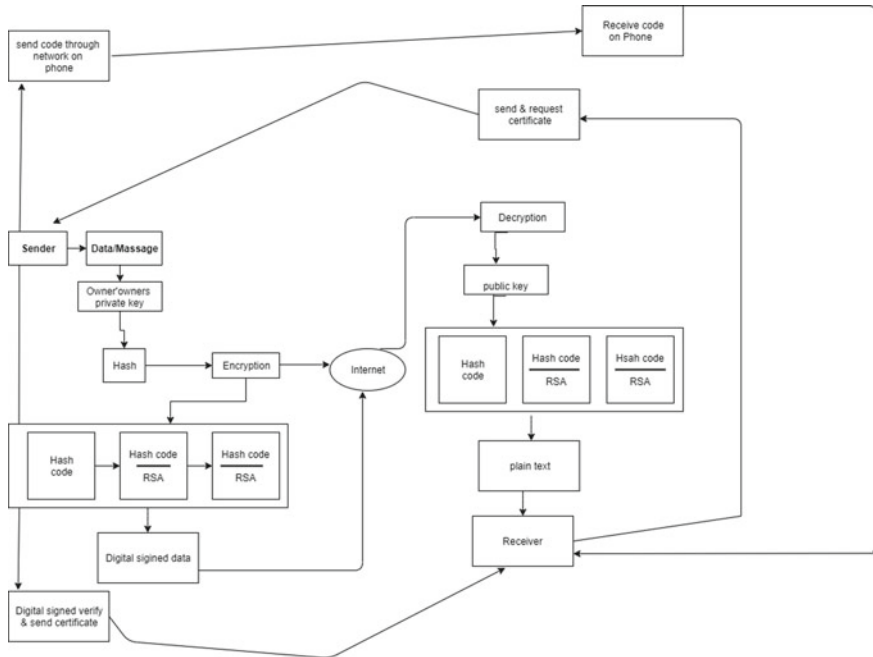 send code through
network on
phone
Receive code
on Phone
send & request
certificate
Sender
Data/Massage
Decryption
Owner'owners
private key
public key
Hash
Encryption
Internet
Hash
code
Hash code
RSA
Hsah code
RSA
Hash
code
Hash code
RSA
Hash code
RSA
plain text
Digital sigined data
Receiver
Digital signed verify
& send certificate